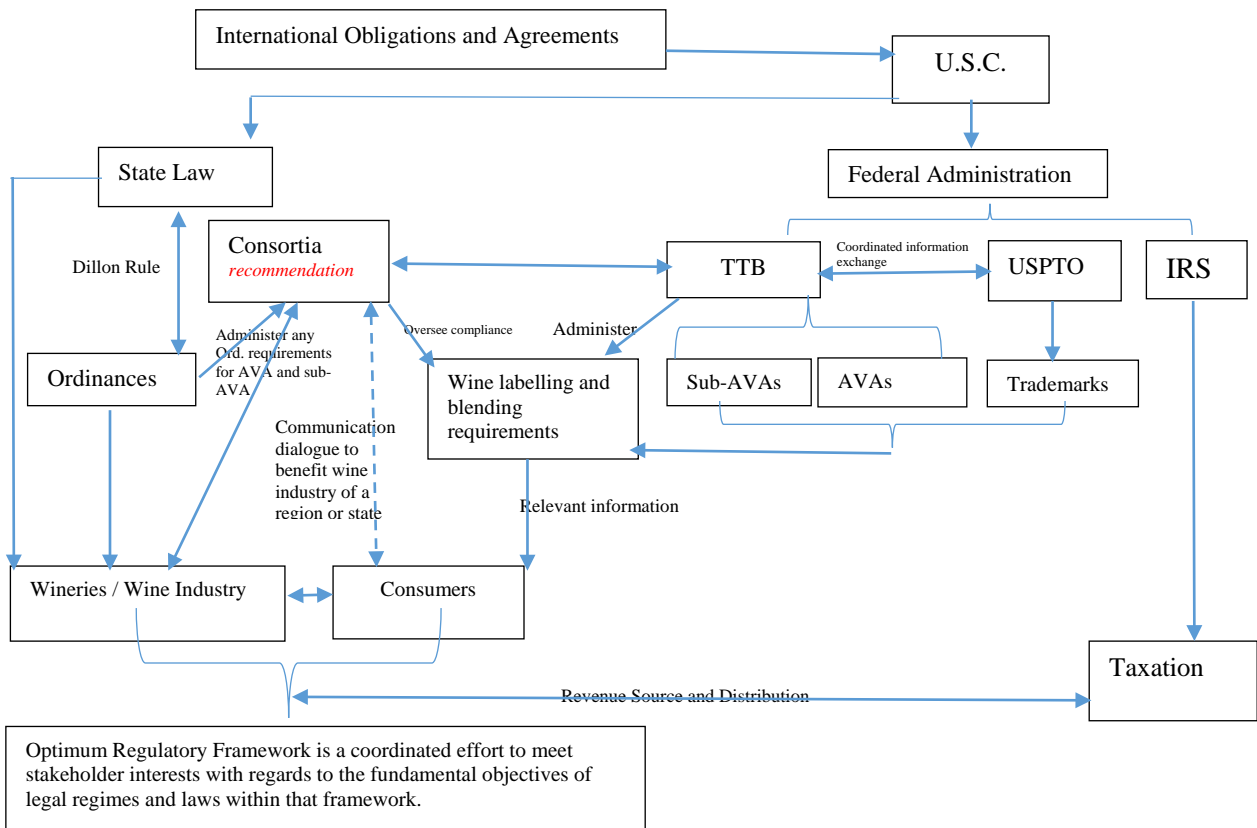 International Obligations and Agreements
U.S.C.
State Law
Federal Administration
Consortia
recommendation
Dillon Rule
TTB
Coordinated information
exchange
USPTO
IRS
Administer any
Ord. requirements
for AVA and sub-
AVA
Oversee compliance
Administer
Ordinances
Wine labelling and
blending
requirements
Sub-AVAs
AVAs
Trademarks
Communication
dialogue to
benefit wine
industry of a
region or state
Relevant information
Wineries / Wine Industry
Consumers
Taxation
Revenue Source and Distribution
Optimum Regulatory Framework is a coordinated effort to meet
stakeholder interests with regards to the fundamental objectives of
legal regimes and laws within that framework.